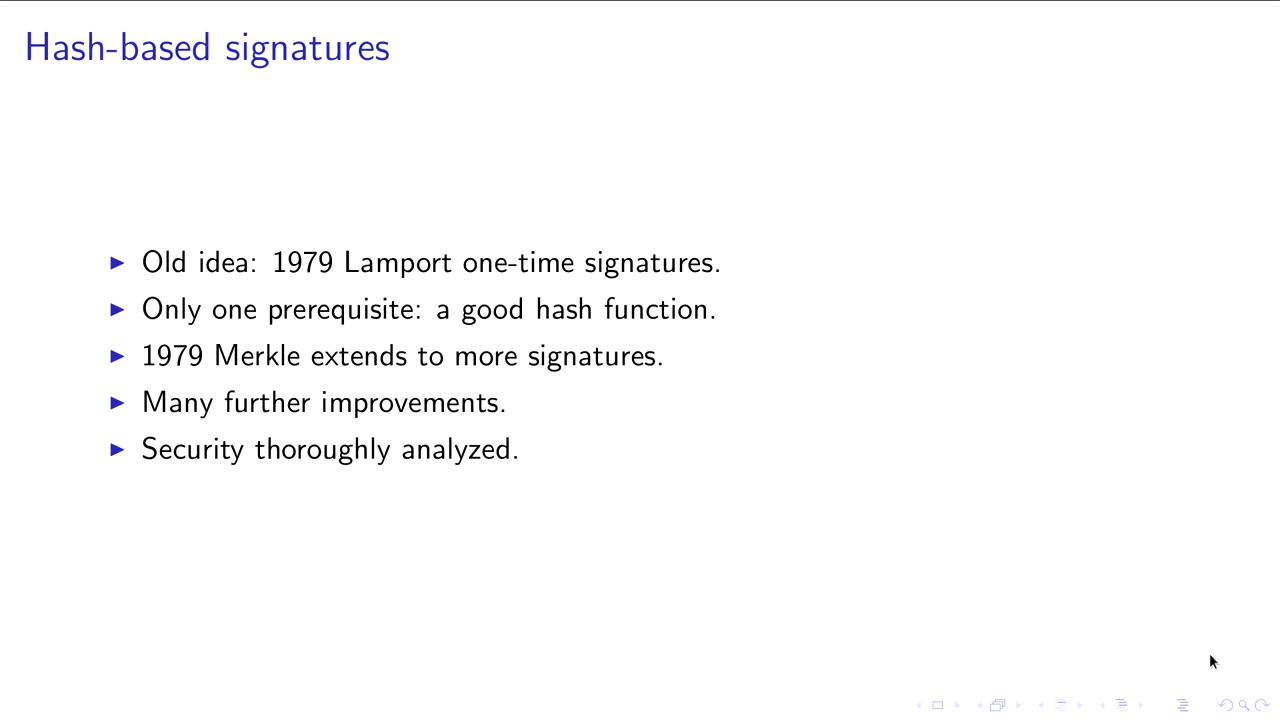 Hash-based signatures
Old idea: 1979 Lamport one-time signatures.
Only one prerequisite: a good hash function.
1979 Merkle extends to more signatures.
Many further improvements.
Security thoroughly analyzed.